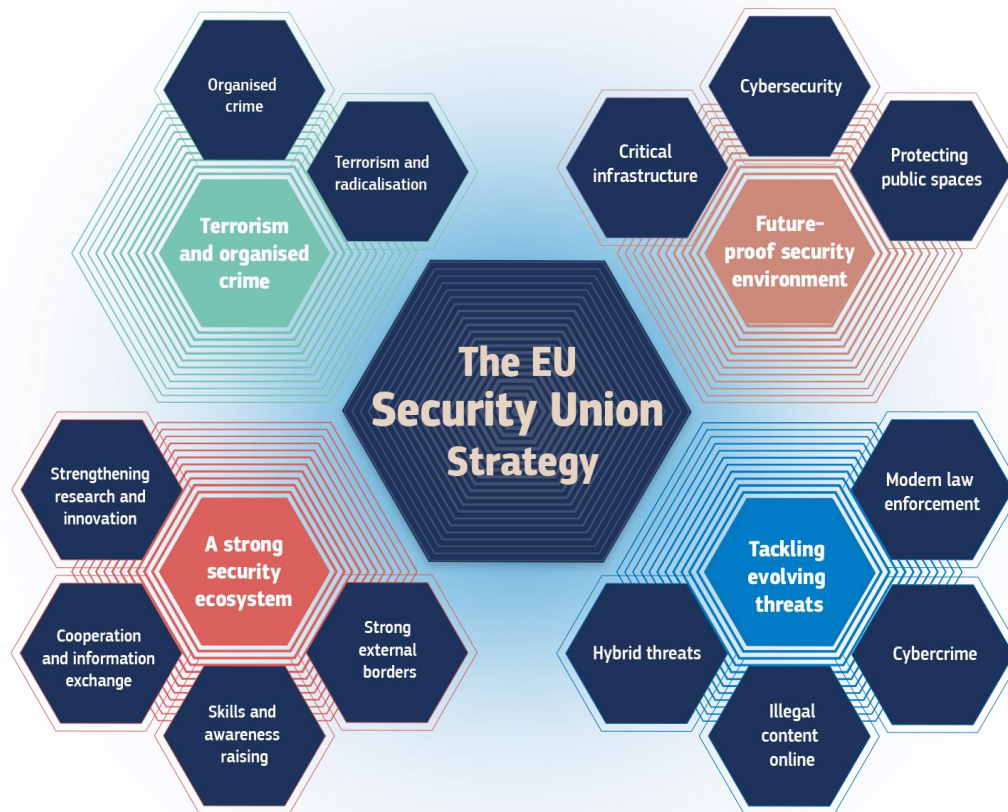 Organised
crime
Terrorism and
radicalisation
Terrorism
and organised
crime
Cybersecurity
Critical
infrastructure
Protecting
public spaces
Future-
proof security
environment
The EU
Security Union
Strategy
Strengthening
research and
innovation
A strong
security
ecosystem
Cooperation
and information
exchange
Skills and
awareness
raising
Strong
external
borders
Modern law
enforcement
Tackling
evolving
threats
Hybrid threats
Cybercrime
Illegal
content
online